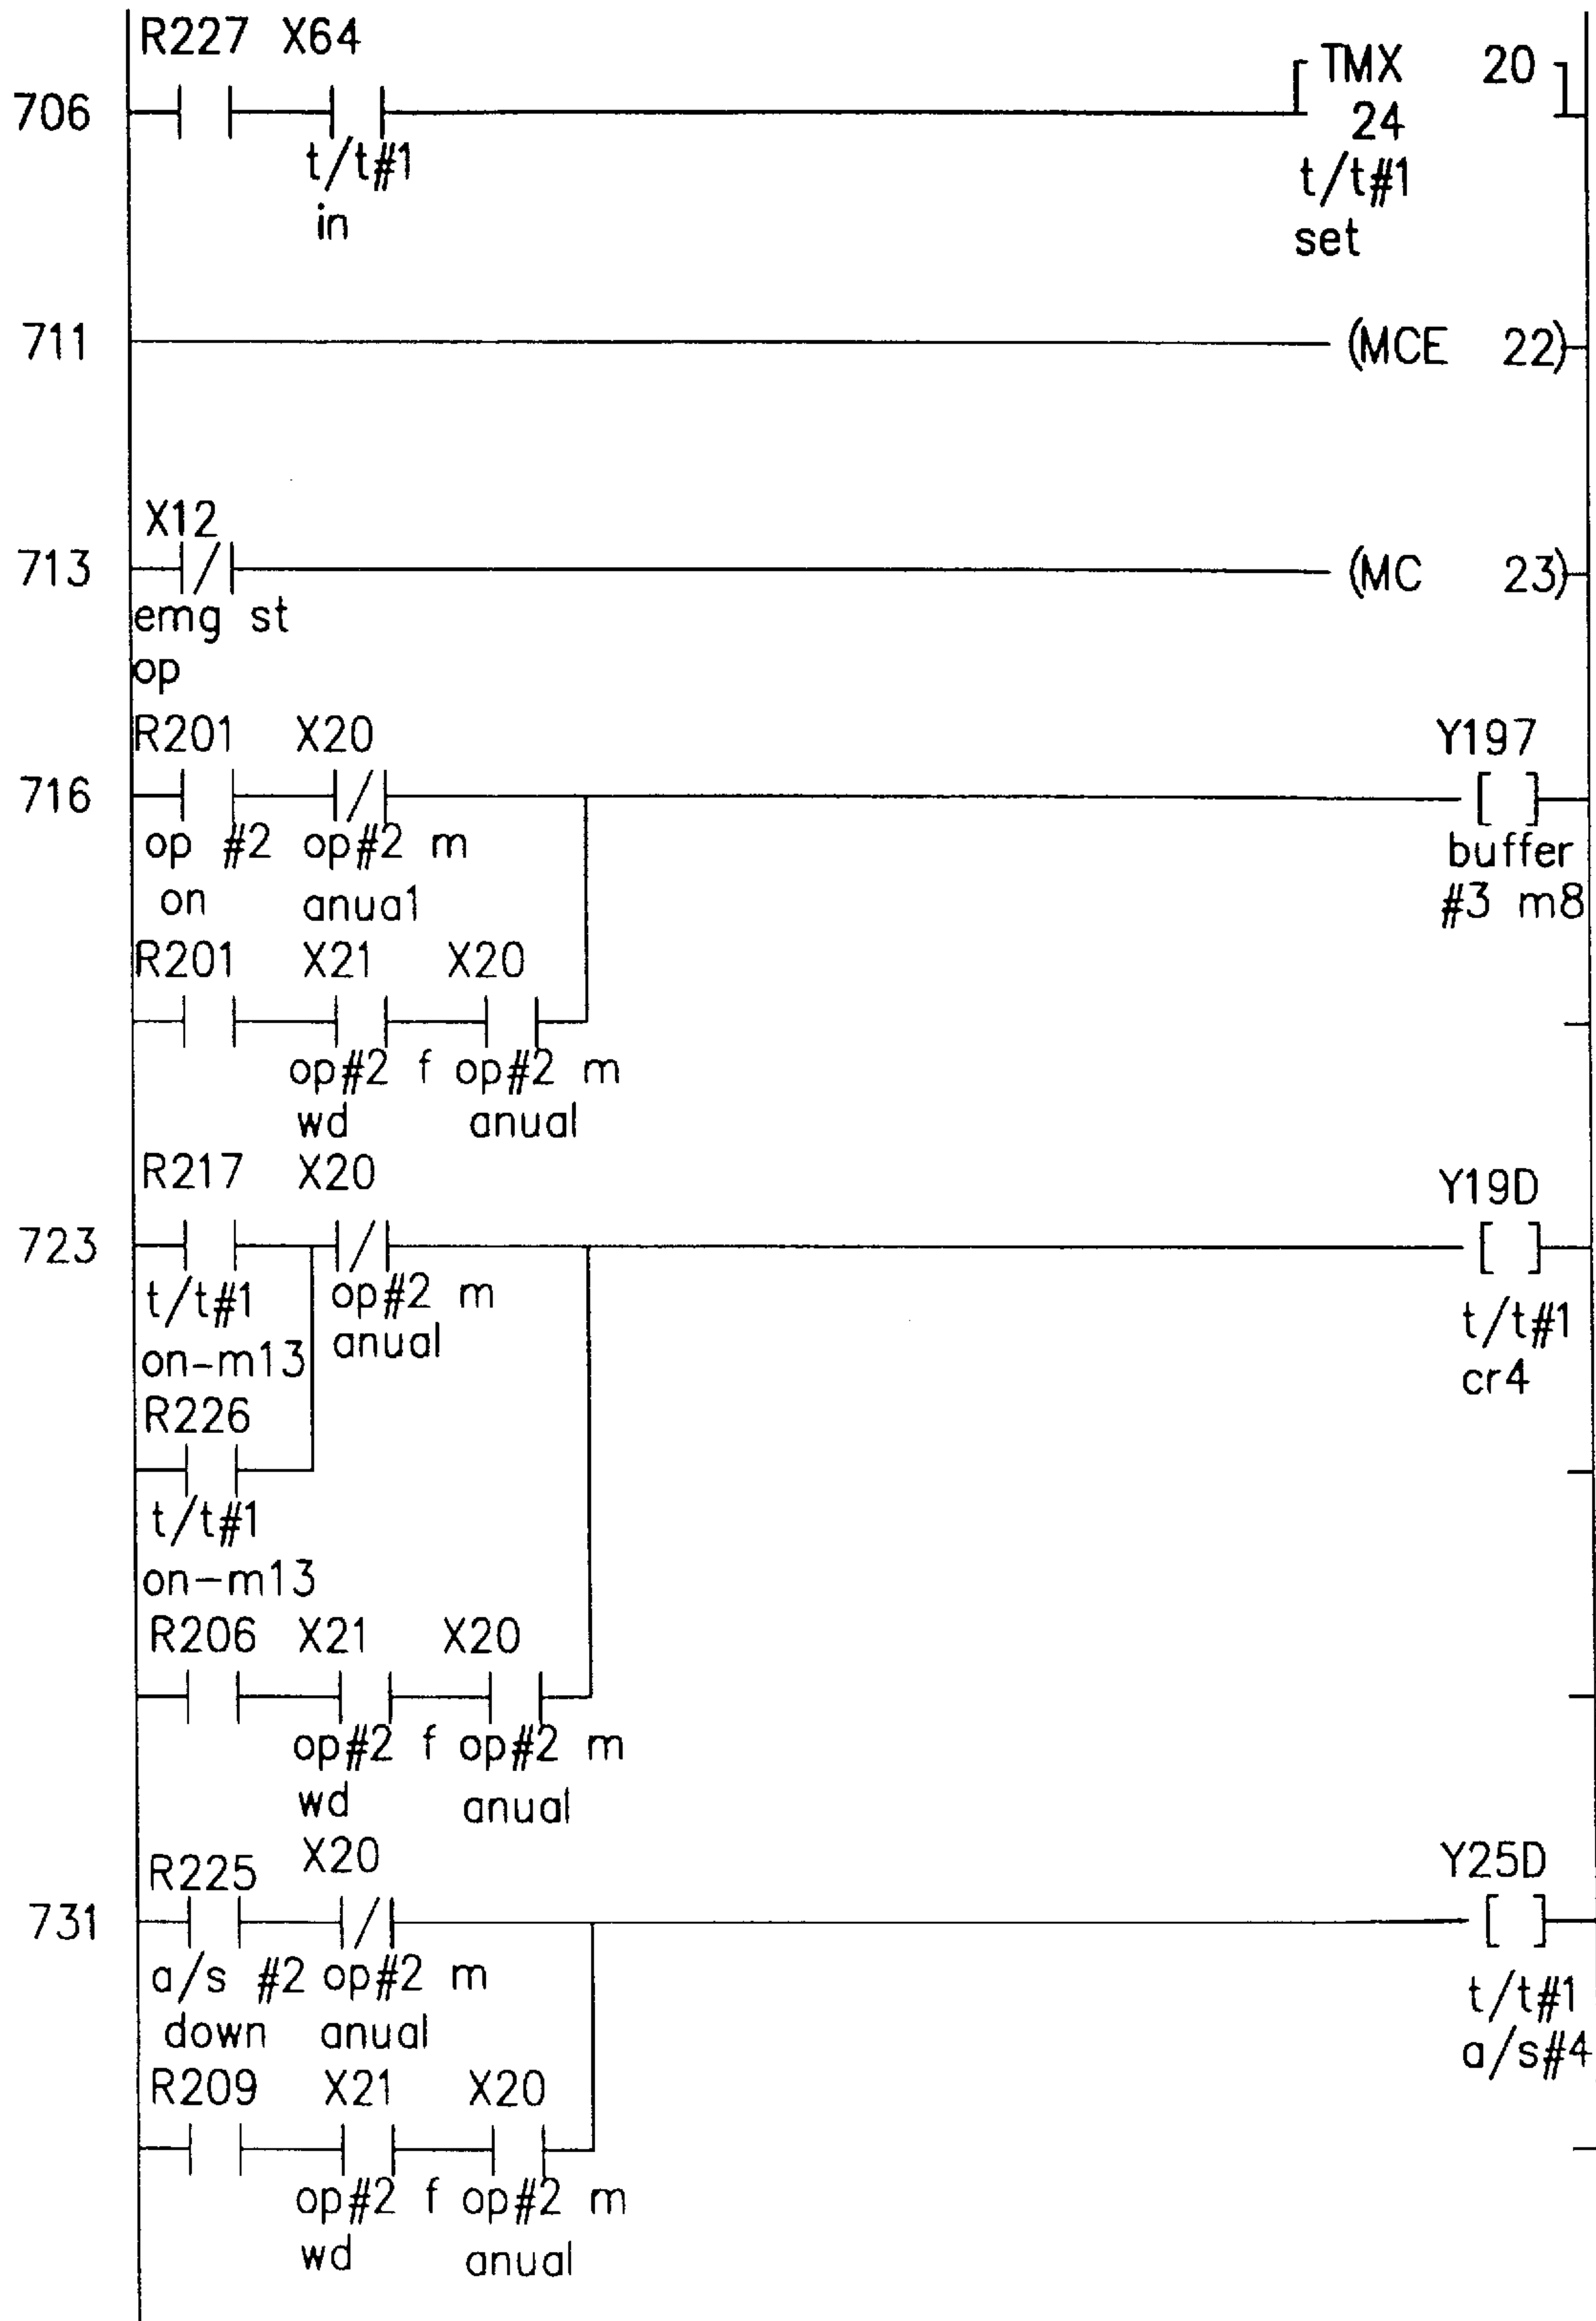 R227 X64
TMX 20
706
24
t/t#1
t/t#1
in
set
711
(MCE 22)
X12
713
(MC 23)
emg st
op
R201 X20
Y197
716
op #2 op#2 m
buffer
on anua1
#3 m8
R201 X21 X20
op#2 f op#2 m
wd anual
R217 X20
Y19D
723
t/t#1 op#2 m
t/t#1
on-m13 anual
cr4
R226
t/t#1
on-m13
R206 X21 X20
op#2 f op#2 m
wd anual
R225 X20
Y25D
731
a/s #2 op#2 m
t/t#1
down anual
a/s#4
R209 X21 X20
op#2 f op#2 m
wd anual